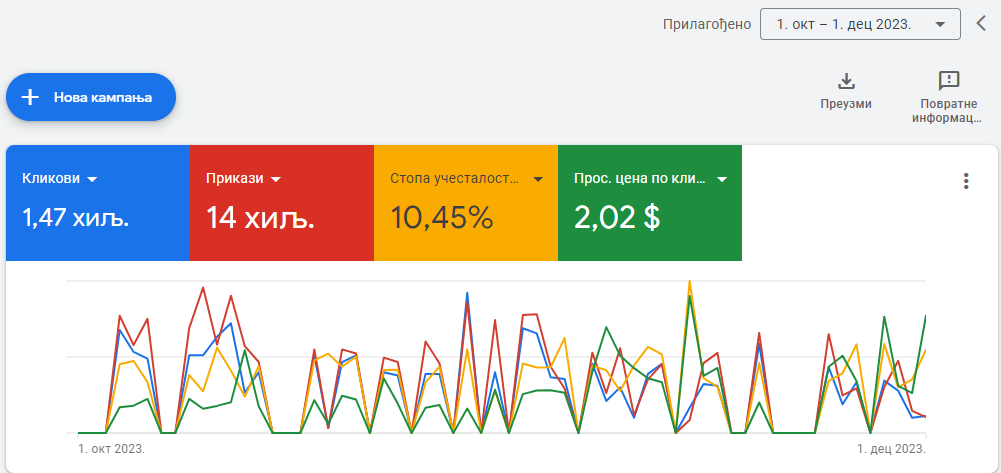 Прилагођено 1. окт – 1. дец 2023.
Нова кампања
Преузми
Повратне
информац...
Кликови
1,47 хиљ.
Прикази
14 хиљ.
Стопа учесталост...
10,45%
Прос. цена по кли...
2,02 $
1. окт 2023.
1. дец 2023.